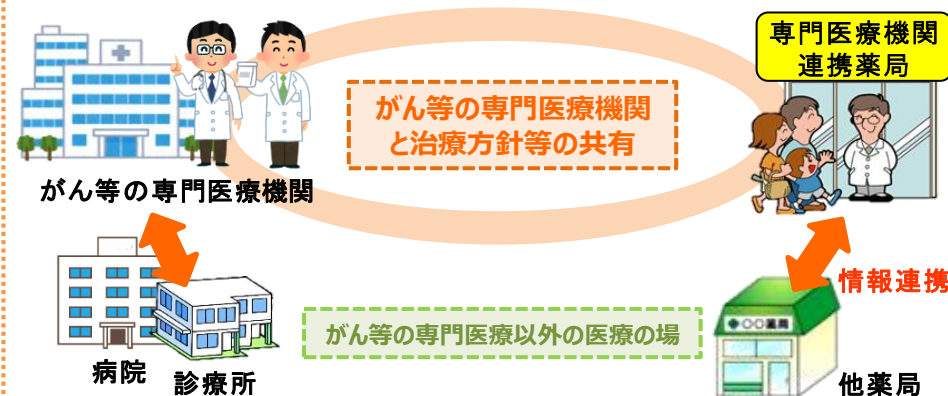 専門医療機関
連携薬局
がん等の専門医療機関
と治療方針等の共有
がん等の専門医療機関
情報連携
○○薬局
がん等の専門医療以外の医療の場
病院
診療所
他薬局